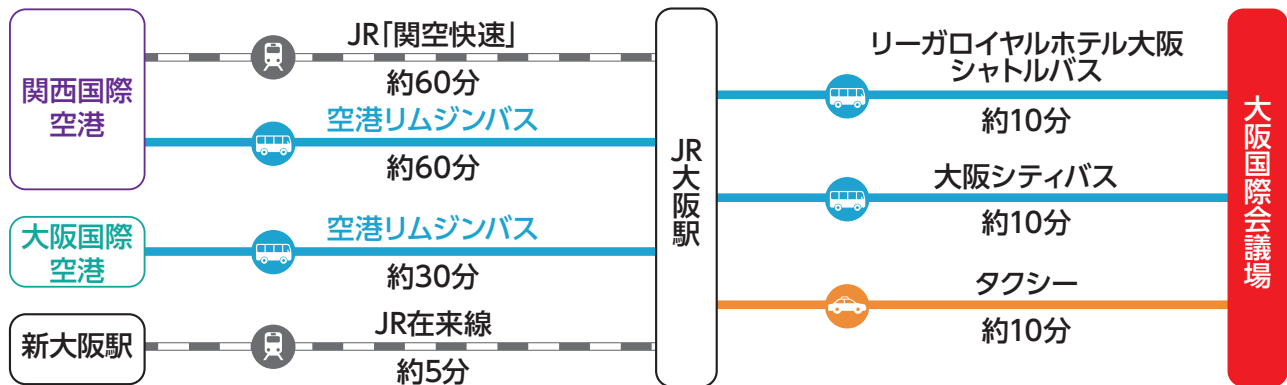 関西国際
空港
JR「関空快速」
約60分
空港リムジンバス
約60分
大阪国際
空港
空港リムジンバス
約30分
新大阪駅
JR在来線
約5分
JR大阪駅
リーガロイヤルホテル大阪
シャトルバス
約10分
大阪シティバス
約10分
タクシー
約10分
大阪国際会議場